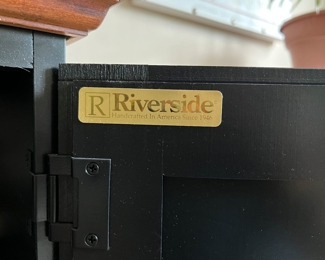 R Riverside
Handcrafted In America Since 1946